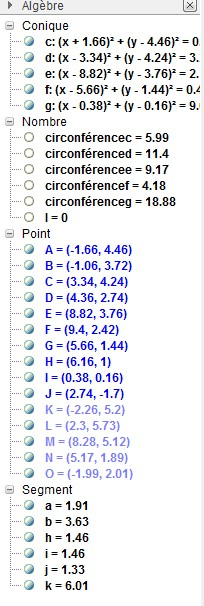 Algèbre
Conique
c: (x + 1.66)² + (y - 4.46)² = 0.
d: (x - 3.34)² + (y - 4.24)² = 3.
e: (x - 8.82)² + (y - 3.76)² = 2.
f: (x - 5.66)² + (y - 1.44)² = 0.4
g: (x - 0.38)² + (y - 0.16)² = 9.
Nombre
circonférencec = 5.99
circonférenced = 11.4
circonférencee = 9.17
circonférencef = 4.18
circonférenceg = 18.88
l = 0
Point
A = (-1.66, 4.46)
B = (-1.06, 3.72)
C = (3.34, 4.24)
D = (4.36, 2.74)
E = (8.82, 3.76)
F = (9.4, 2.42)
G = (5.66, 1.44)
H = (6.16, 1)
I = (0.38, 0.16)
J = (2.74, -1.7)
K = (-2.26, 5.2)
L = (2.3, 5.73)
M = (8.28, 5.12)
N = (5.17, 1.89)
O = (-1.99, 2.01)
Segment
a = 1.91
b = 3.63
h = 1.46
i = 1.46
j = 1.33
k = 6.01